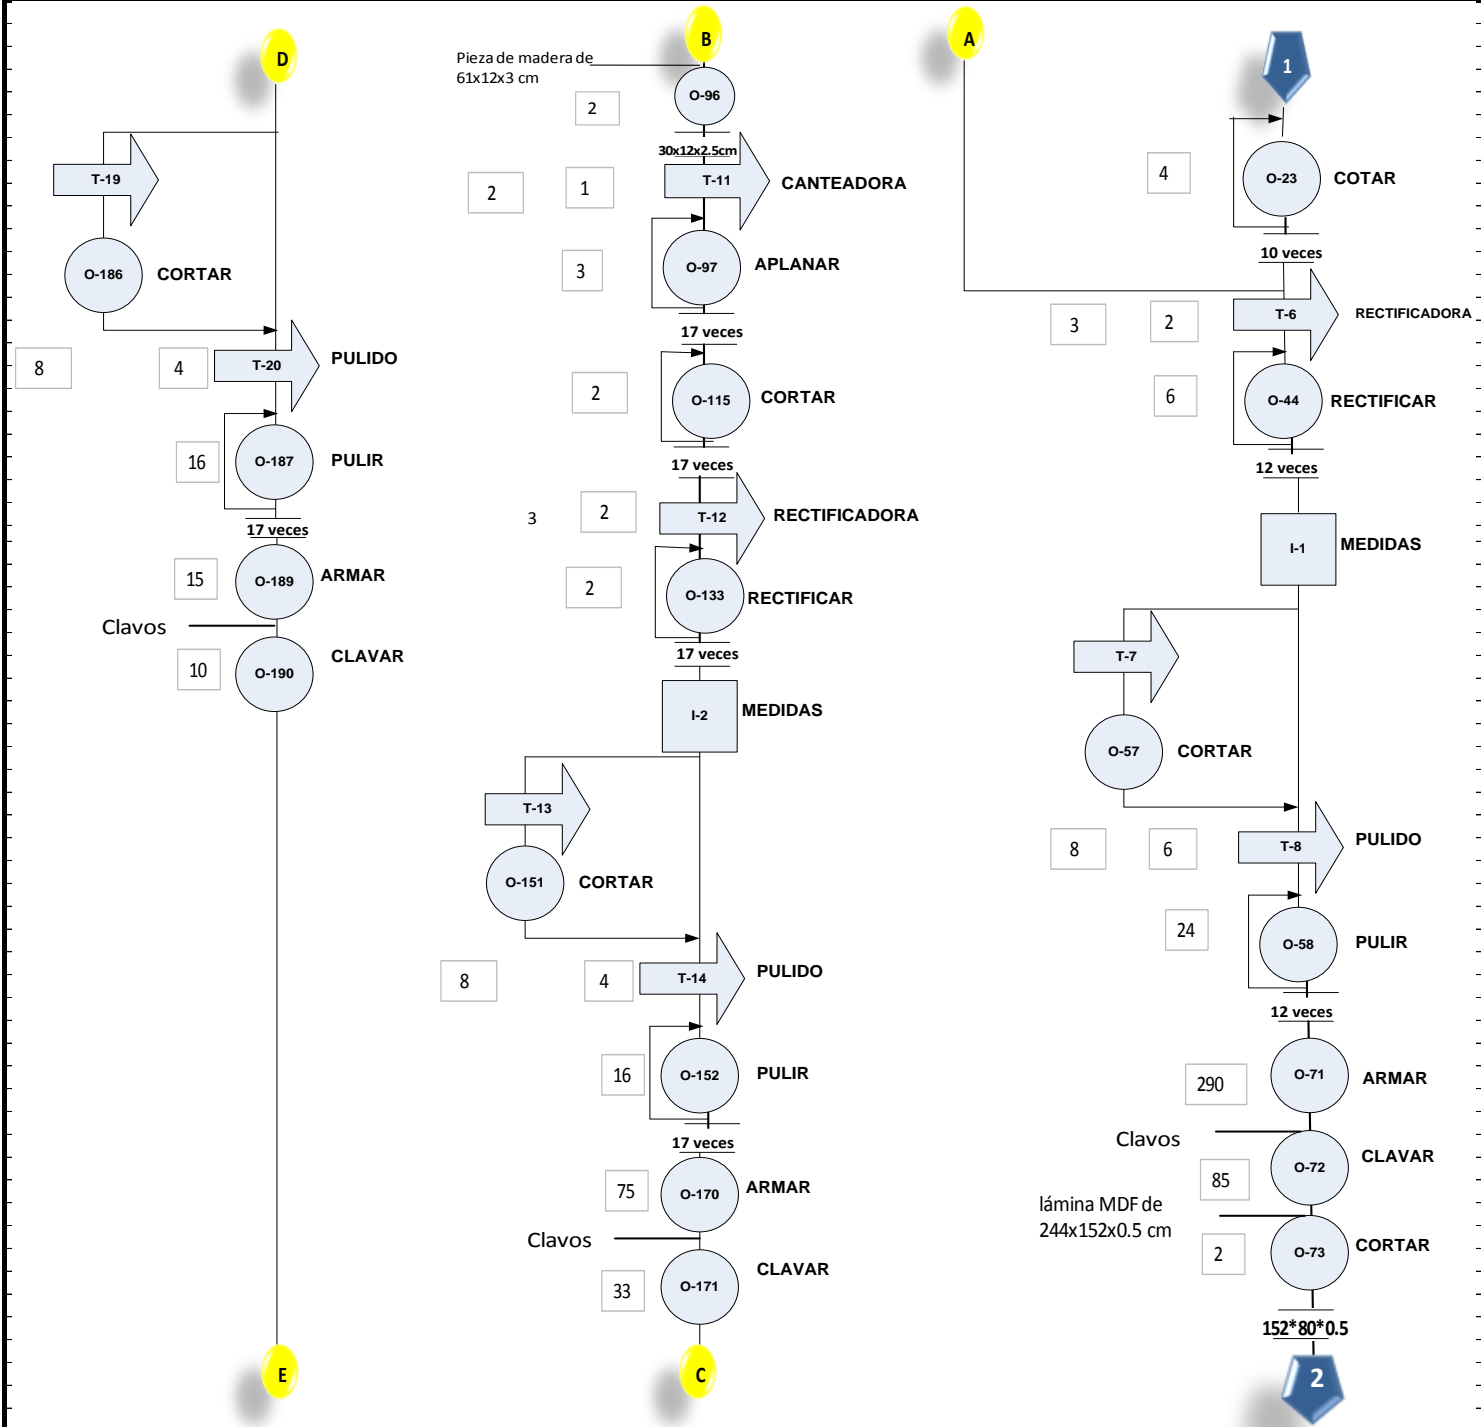 D
T-19
O-186
CORTAR
8
4
T-20
PULIDO
16
O-187
PULIR
17 veces
15
O-189
ARMAR
Clavos
10
O-190
CLAVAR
E
B
Pieza de madera de
61x12x3 cm
2
O-96
30x12x2.5cm
2
1
T-11
CANTEADORA
3
O-97
APLANAR
17 veces
2
O-115
CORTAR
17 veces
3
2
T-12
RECTIFICADORA
2
O-133
RECTIFICAR
17 veces
I-2
MEDIDAS
T-13
O-151
CORTAR
8
4
T-14
PULIDO
16
O-152
PULIR
17 veces
75
O-170
ARMAR
Clavos
33
O-171
CLAVAR
C
A
1
4
O-23
COTAR
10 veces
3
2
T-6
RECTIFICADORA
6
O-44
RECTIFICAR
12 veces
I-1
MEDIDAS
T-7
O-57
CORTAR
8
6
T-8
PULIDO
24
O-58
PULIR
12 veces
290
O-71
ARMAR
Clavos
85
O-72
CLAVAR
lámina MDF de
244x152x0.5 cm
2
O-73
CORTAR
152*80*0.5
2